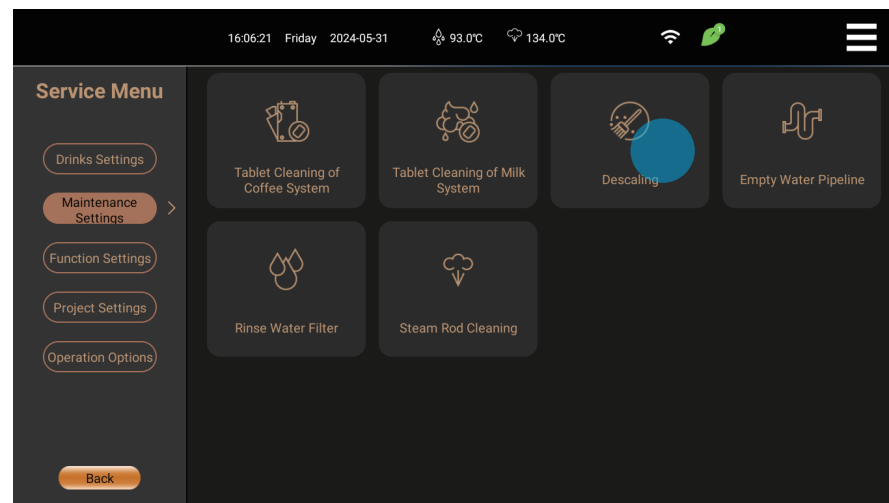 16:06:21 Friday 2024-05-31 93.0℃ 134.0℃ 1
Service Menu
Drinks Settings
Maintenance
Settings
Function Settings
Project Settings
Operation Options
Back
Tablet Cleaning of
Coffee System
Tablet Cleaning of Milk
System
Descaling
Empty Water Pipeline
Rinse Water Filter
Steam Rod Cleaning